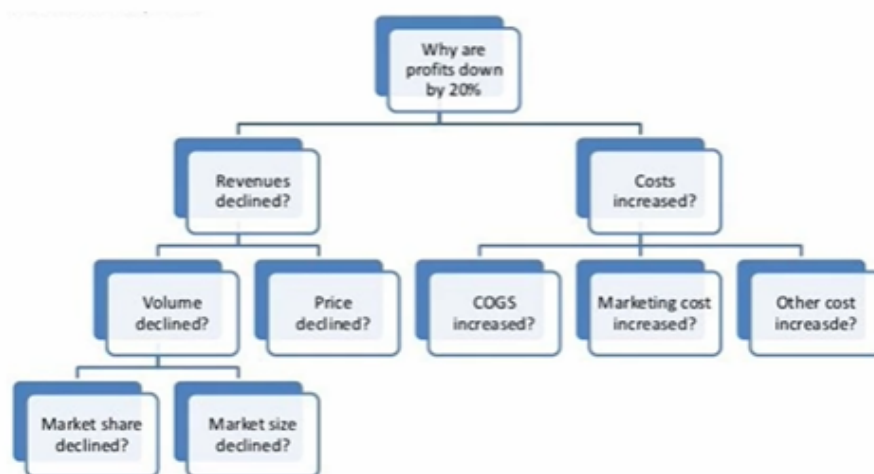 Why are
profits down
by 20%
Revenues
declined?
Costs
increased?
Volume
declined?
Price
declined?
COGS
increased?
Marketing cost
increased?
Other cost
increasde?
Market share
declined?
Market size
declined?